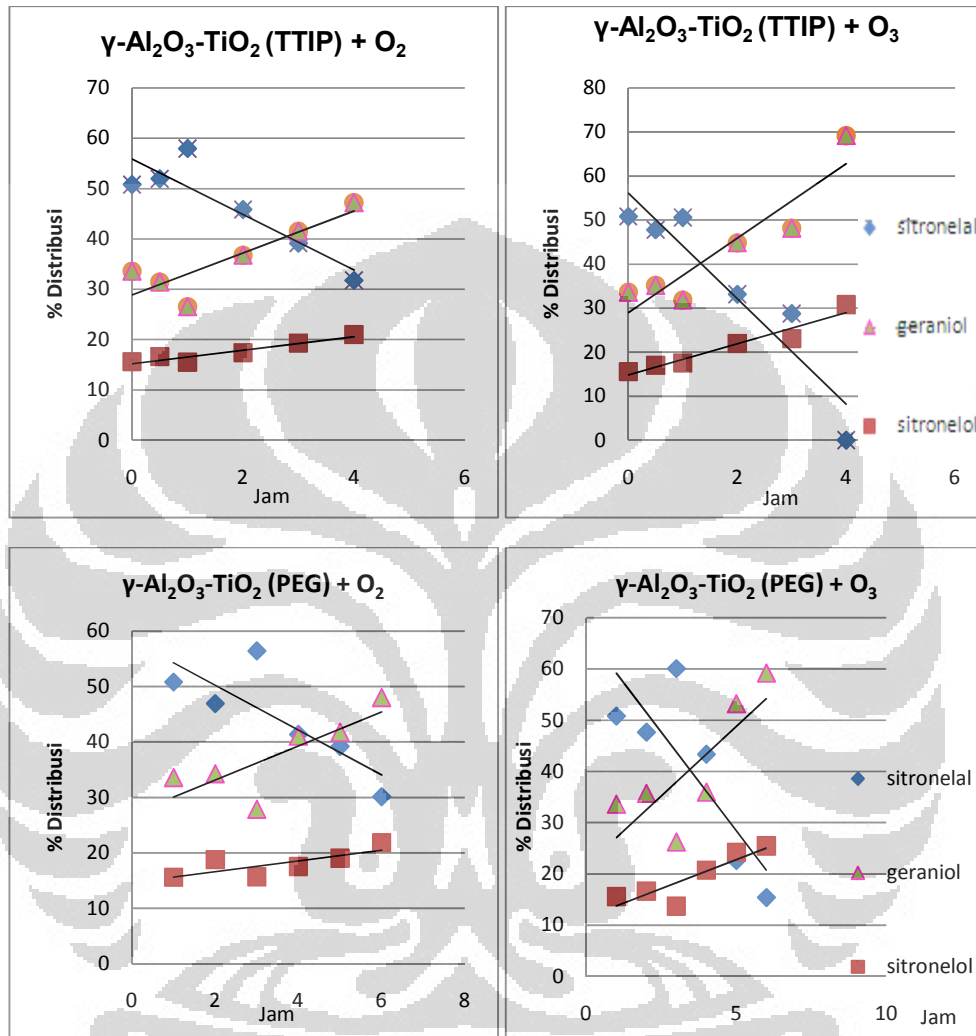 γ-Al₂O₃-TiO₂ (TTIP) + O₂
70
60
50
40
30
20
10
0
% Distribusi
0 2 4 6
Jam
γ-Al₂O₃-TiO₂ (TTIP) + O₃
80
70
60
50
40
30
20
10
0
% Distribusi
0 2 4 6
Jam
sitronelal
geraniol
sitronelol
γ-Al₂O₃-TiO₂ (PEG) + O₂
60
50
40
30
20
10
0
% Distribusi
0 2 4 6 8
γ-Al₂O₃-TiO₂ (PEG) + O₃
70
60
50
40
30
20
10
0
% Distribusi
0 5 10
Jam
sitronelal
geraniol
sitronelol